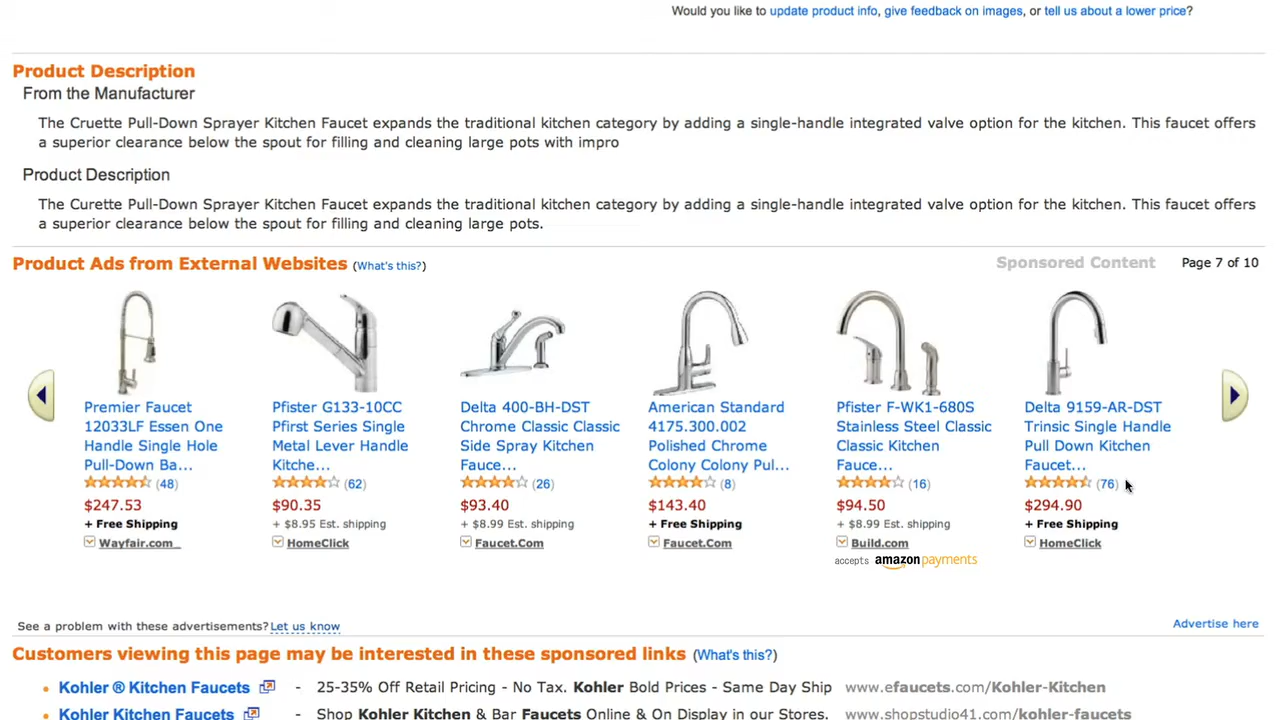 Would you like to update product info, give feedback on images, or tell us about a lower price?
Product Description
From the Manufacturer
The Cruette Pull-Down Sprayer Kitchen Faucet expands the traditional kitchen category by adding a single-handle integrated valve option for the kitchen. This faucet offers
a superior clearance below the spout for filling and cleaning large pots with impro
Product Description
The Curette Pull-Down Sprayer Kitchen Faucet expands the traditional kitchen category by adding a single-handle integrated valve option for the kitchen. This faucet offers
a superior clearance below the spout for filling and cleaning large pots.
Product Ads from External Websites (What's this?)
Sponsored Content Page 7 of 10
Premier Faucet
12033LF Essen One
Handle Single Hole
Pull-Down Ba...
(48)
$247.53
+ Free Shipping
Wayfair.com_
Pfister G133-10CC
Pfirst Series Single
Metal Lever Handle
Kitche...
(62)
$90.35
+ $8.95 Est. shipping
HomeClick
Delta 400-BH-DST
Chrome Classic Classic
Side Spray Kitchen
Fauce...
(26)
$93.40
+ $8.99 Est. shipping
Faucet.Com
American Standard
4175.300.002
Polished Chrome
Colony Colony Pul...
(8)
$143.40
+ Free Shipping
Faucet.Com
Pfister F-WK1-680S
Stainless Steel Classic
Classic Kitchen
Fauce...
(16)
$94.50
+ $8.99 Est. shipping
Build.com
accepts amazonpayments
Delta 9159-AR-DST
Trinsic Single Handle
Pull Down Kitchen
Faucet...
(76)
$294.90
+ Free Shipping
HomeClick
See a problem with these advertisements? Let us know
Advertise here
Customers viewing this page may be interested in these sponsored links (What's this?)
Kohler ® Kitchen Faucets - 25-35% Off Retail Pricing - No Tax. Kohler Bold Prices - Same Day Ship www.efaucets.com/Kohler-Kitchen
Kohler Kitchen Faucets - Shop Kohler Kitchen & Bar Faucets Online & On Display in our Stores. www.shopstudio41.com/kohler-faucets